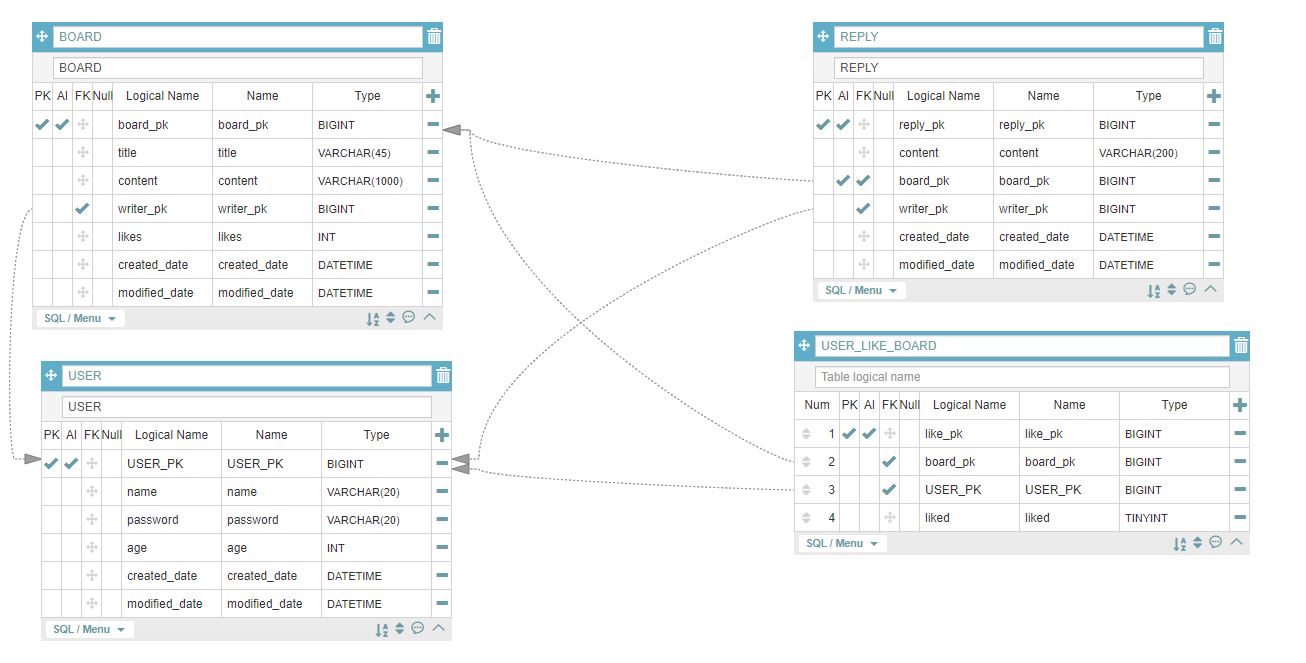 BOARD
BOARD
PK AI FK Null Logical Name Name Type
board_pk board_pk BIGINT
title title VARCHAR(45)
content content VARCHAR(1000)
writer_pk writer_pk BIGINT
likes likes INT
created_date created_date DATETIME
modified_date modified_date DATETIME
SQL / Menu
REPLY
REPLY
PK AI FK Null Logical Name Name Type
reply_pk reply_pk BIGINT
content content VARCHAR(200)
board_pk board_pk BIGINT
writer_pk writer_pk BIGINT
created_date created_date DATETIME
modified_date modified_date DATETIME
SQL / Menu
USER
USER
PK AI FK Null Logical Name Name Type
USER_PK USER_PK BIGINT
name name VARCHAR(20)
password password VARCHAR(20)
age age INT
created_date created_date DATETIME
modified_date modified_date DATETIME
SQL / Menu
USER_LIKE_BOARD
Table logical name
Num PK AI FK Null Logical Name Name Type
1 like_pk like_pk BIGINT
2 board_pk board_pk BIGINT
3 USER_PK USER_PK BIGINT
4 liked liked TINYINT
SQL / Menu